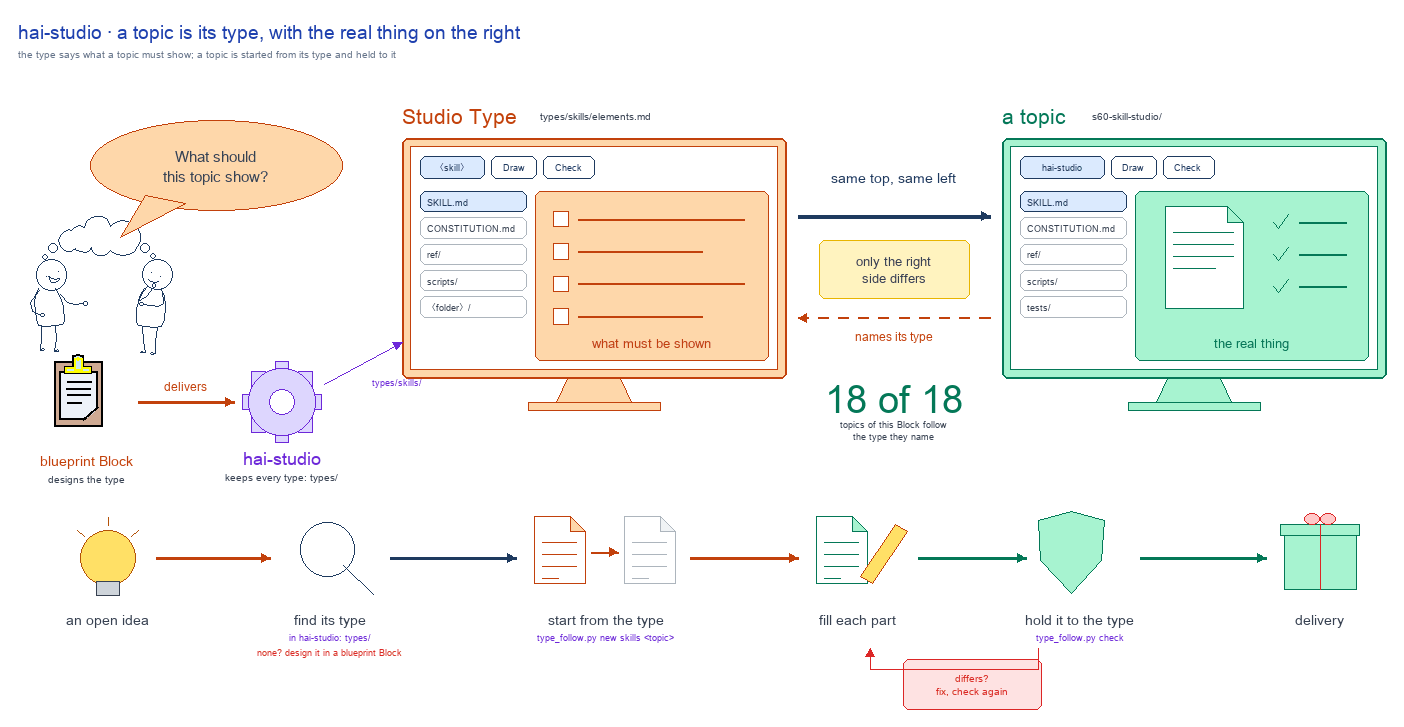 hai-studio · a topic is its type, with the real thing on the right
the type says what a topic must show; a topic is started from its type and held to it
What should
this topic show?
Studio Type
types/skills/elements.md
〈skill〉
Draw
Check
SKILL.md
CONSTITUTION.md
ref/
scripts/
〈folder〉/
what must be shown
same top, same left
only the right
side differs
names its type
18 of 18
topics of this Block follow
the type they name
a topic
s60-skill-studio/
hai-studio
Draw
Check
SKILL.md
CONSTITUTION.md
ref/
scripts/
tests/
the real thing
delivers
types/skills/
blueprint Block
designs the type
hai-studio
keeps every type: types/
an open idea
find its type
in hai-studio: types/
none? design it in a blueprint Block
start from the type
type_follow.py new skills <topic>
fill each part
hold it to the type
type_follow.py check
differs?
fix, check again
delivery